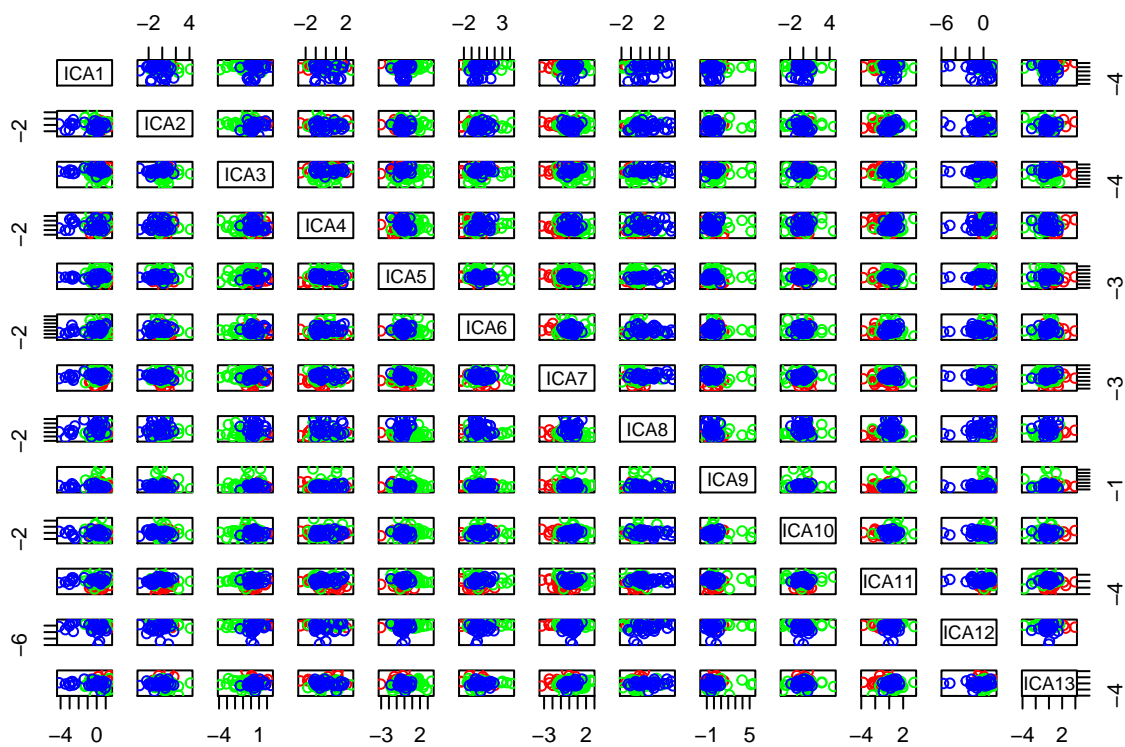 −2 4 −2 2 −2 3 −2 2 −2 4 −6 0
ICA1 −4
−2 ICA2
ICA3 −4
−2 ICA4
ICA5 −3
−2 ICA6
ICA7 −3
−2 ICA8
ICA9 −1
−2 ICA10
ICA11 −4
−6 ICA12
ICA13 −4
−4 0 −4 1 −3 2 −3 2 −1 5 −4 2 −4 2